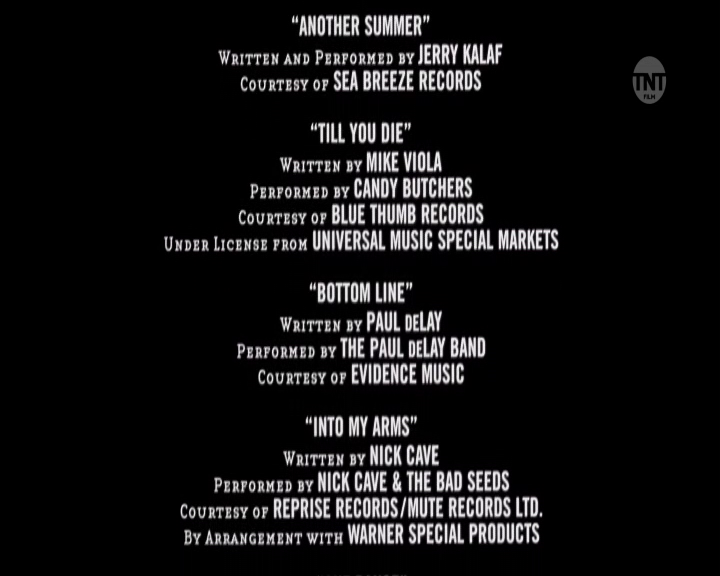 “ANOTHER SUMMER”
WRITTEN AND PERFORMED BY JERRY KALAF
COURTESY OF SEA BREEZE RECORDS
TNT
FILM
“TILL YOU DIE”
WRITTEN BY MIKE VIOLA
PERFORMED BY CANDY BUTCHERS
COURTESY OF BLUE THUMB RECORDS
UNDER LICENSE FROM UNIVERSAL MUSIC SPECIAL MARKETS
“BOTTOM LINE”
WRITTEN BY PAUL DELAY
PERFORMED BY THE PAUL DELAY BAND
COURTESY OF EVIDENCE MUSIC
“INTO MY ARMS”
WRITTEN BY NICK CAVE
PERFORMED BY NICK CAVE & THE BAD SEEDS
COURTESY OF REPRISE RECORDS/MUTE RECORDS LTD.
BY ARRANGEMENT WITH WARNER SPECIAL PRODUCTS